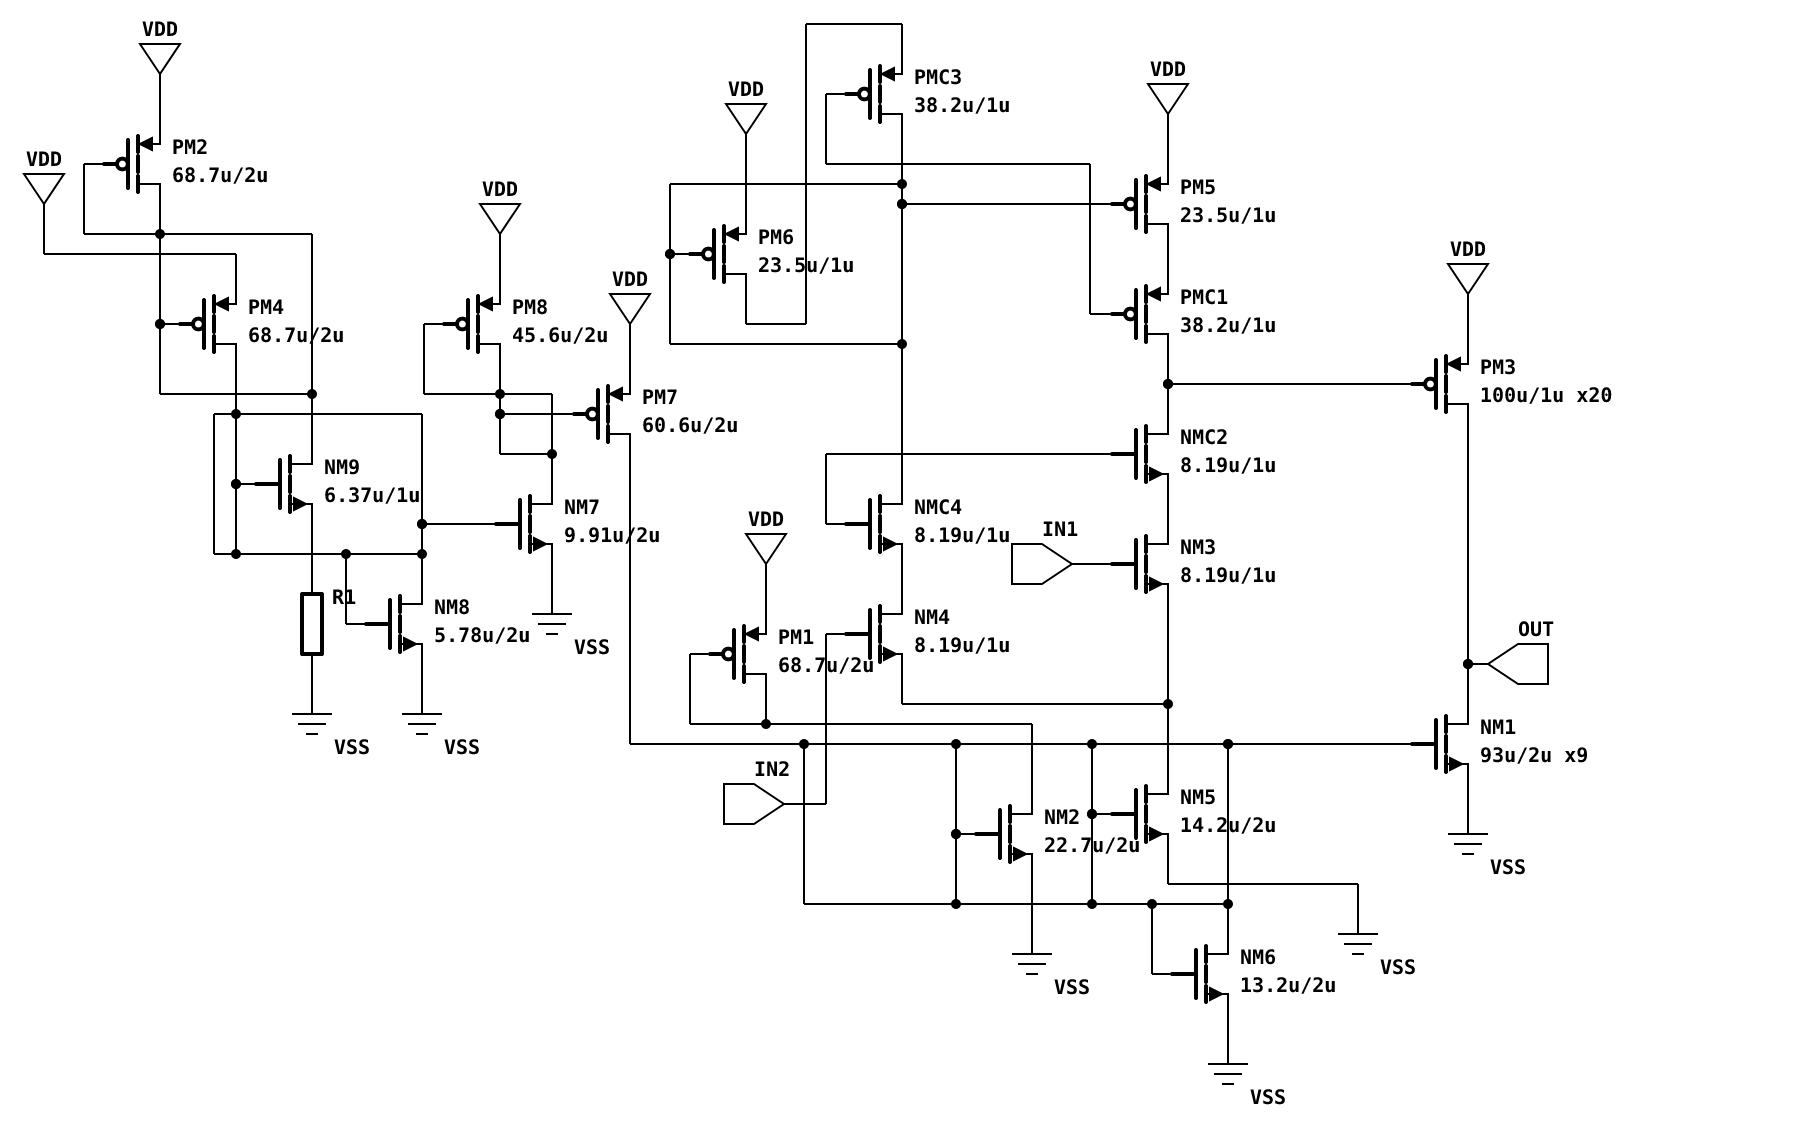 VDD
PM2
68.7u/2u
VDD
PM4
68.7u/2u
NM9
6.37u/1u
R1
VSS
NM8
5.78u/2u
VSS
VDD
PM8
45.6u/2u
NM7
9.91u/2u
VSS
VDD
PM7
60.6u/2u
VDD
PM6
23.5u/1u
PMC3
38.2u/1u
VDD
PM5
23.5u/1u
PMC1
38.2u/1u
NMC2
8.19u/1u
NMC4
8.19u/1u
IN1
NM3
8.19u/1u
NM4
8.19u/1u
VDD
PM1
68.7u/2u
IN2
NM2
22.7u/2u
VSS
NM5
14.2u/2u
VSS
NM6
13.2u/2u
VSS
VDD
PM3
100u/1u x20
OUT
NM1
93u/2u x9
VSS